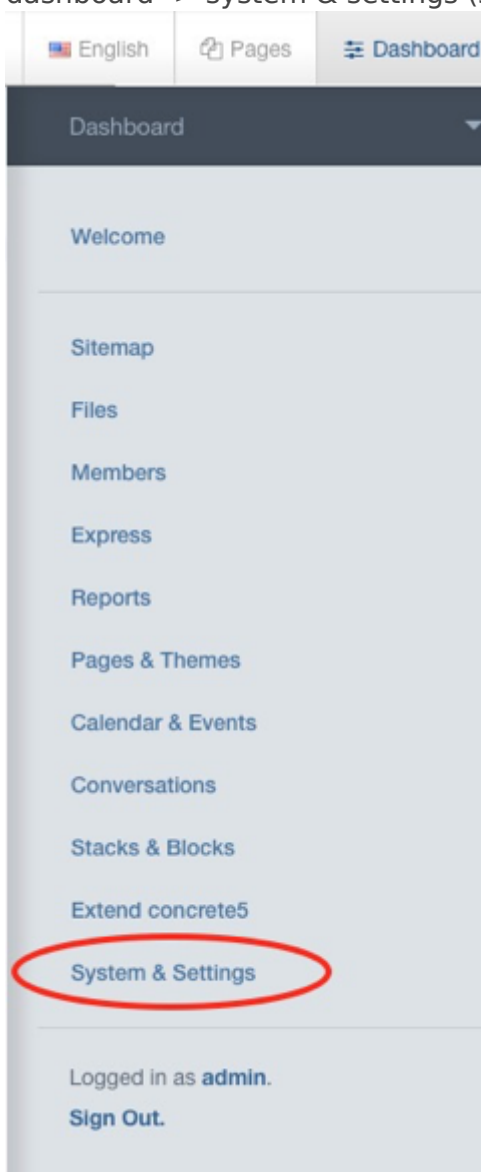 English Pages Dashboard
Dashboard
Welcome
Sitemap
Files
Members
Express
Reports
Pages & Themes
Calendar & Events
Conversations
Stacks & Blocks
Extend concrete5
System & Settings
Logged in as admin.
Sign Out.